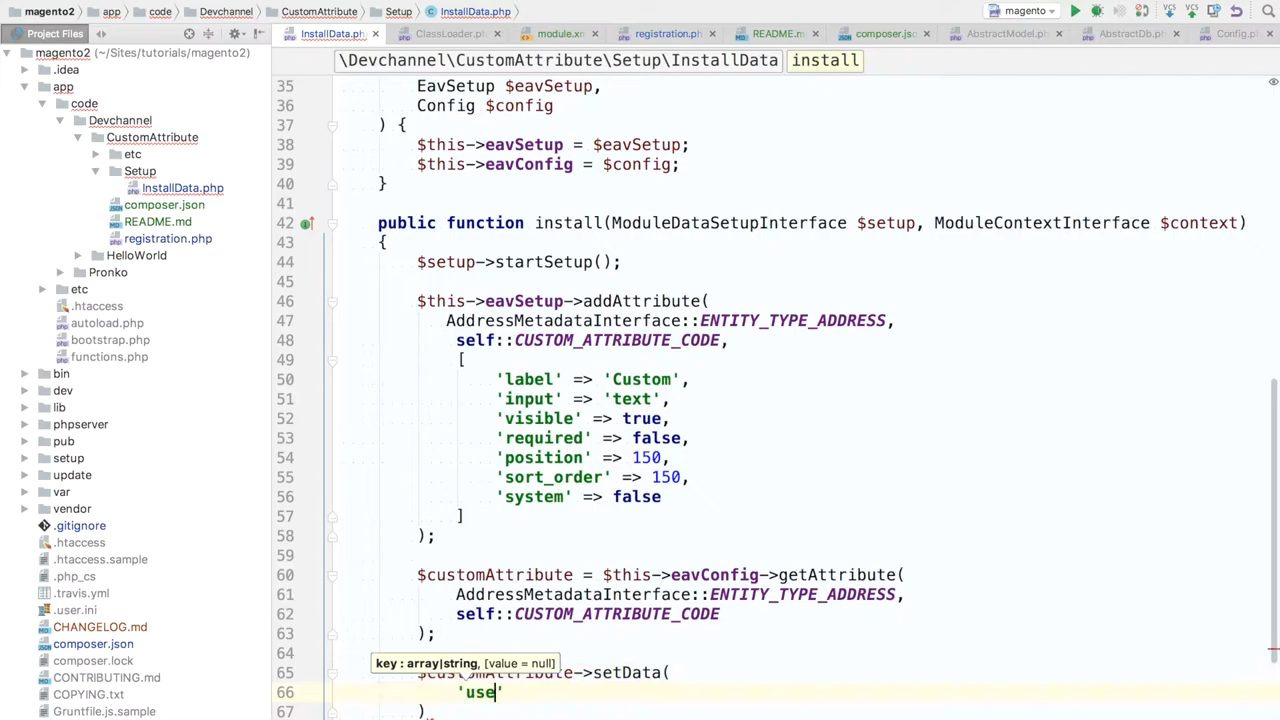 magento2 app code Devchannel CustomAttribute Setup InstallData.php magento
Project Files InstallData.ph ClassLoader.ph module.xn registration.p README.m composer.jsc AbstractModel.p AbstractDb.p Config.p
magento2 (~/Sites/tutorials/magento2)
.idea
app
code
Devchannel
CustomAttribute
etc
Setup
InstallData.php
composer.json
README.md
registration.php
HelloWorld
Pronko
etc
.htaccess
autoload.php
bootstrap.php
functions.php
bin
dev
lib
phpserver
pub
setup
update
var
vendor
.gitignore
.htaccess
.htaccess.sample
.php_cs
.travis.yml
.user.ini
CHANGELOG.md
composer.json
composer.lock
CONTRIBUTING.md
COPYING.txt
Gruntfile.js.sample
\Devchannel\CustomAttribute\Setup\InstallData install
35 EavSetup $eavSetup,
36 Config $config
37 ) {
38 $this->eavSetup = $eavSetup;
39 $this->eavConfig = $config;
40 }
41
42 public function install(ModuleDataSetupInterface $setup, ModuleContextInterface $context)
43 {
44 $setup->startSetup();
45
46 $this->eavSetup->addAttribute(
47 AddressMetadataInterface::ENTITY_TYPE_ADDRESS,
48 self::CUSTOM_ATTRIBUTE_CODE,
49 [
50 'label' => 'Custom',
51 'input' => 'text',
52 'visible' => true,
53 'required' => false,
54 'position' => 150,
55 'sort_order' => 150,
56 'system' => false
57 ]
58 );
59
60 $customAttribute = $this->eavConfig->getAttribute(
61 AddressMetadataInterface::ENTITY_TYPE_ADDRESS,
62 self::CUSTOM_ATTRIBUTE_CODE
63 );
64
key : array|string, [value = null]
65 $customAttribute->setData(
66 'use'
67 )